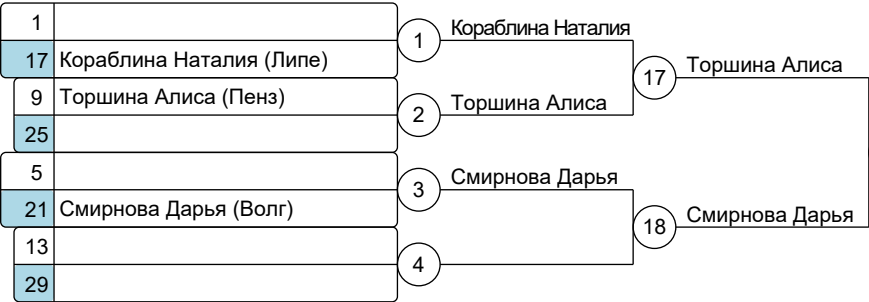 1
17 Кораблина Наталия (Липе)
9 Торшина Алиса (Пенз)
25
5
21 Смирнова Дарья (Волг)
13
29
1 Кораблина Наталия
2 Торшина Алиса
3 Смирнова Дарья
4
17 Торшина Алиса
18 Смирнова Дарья